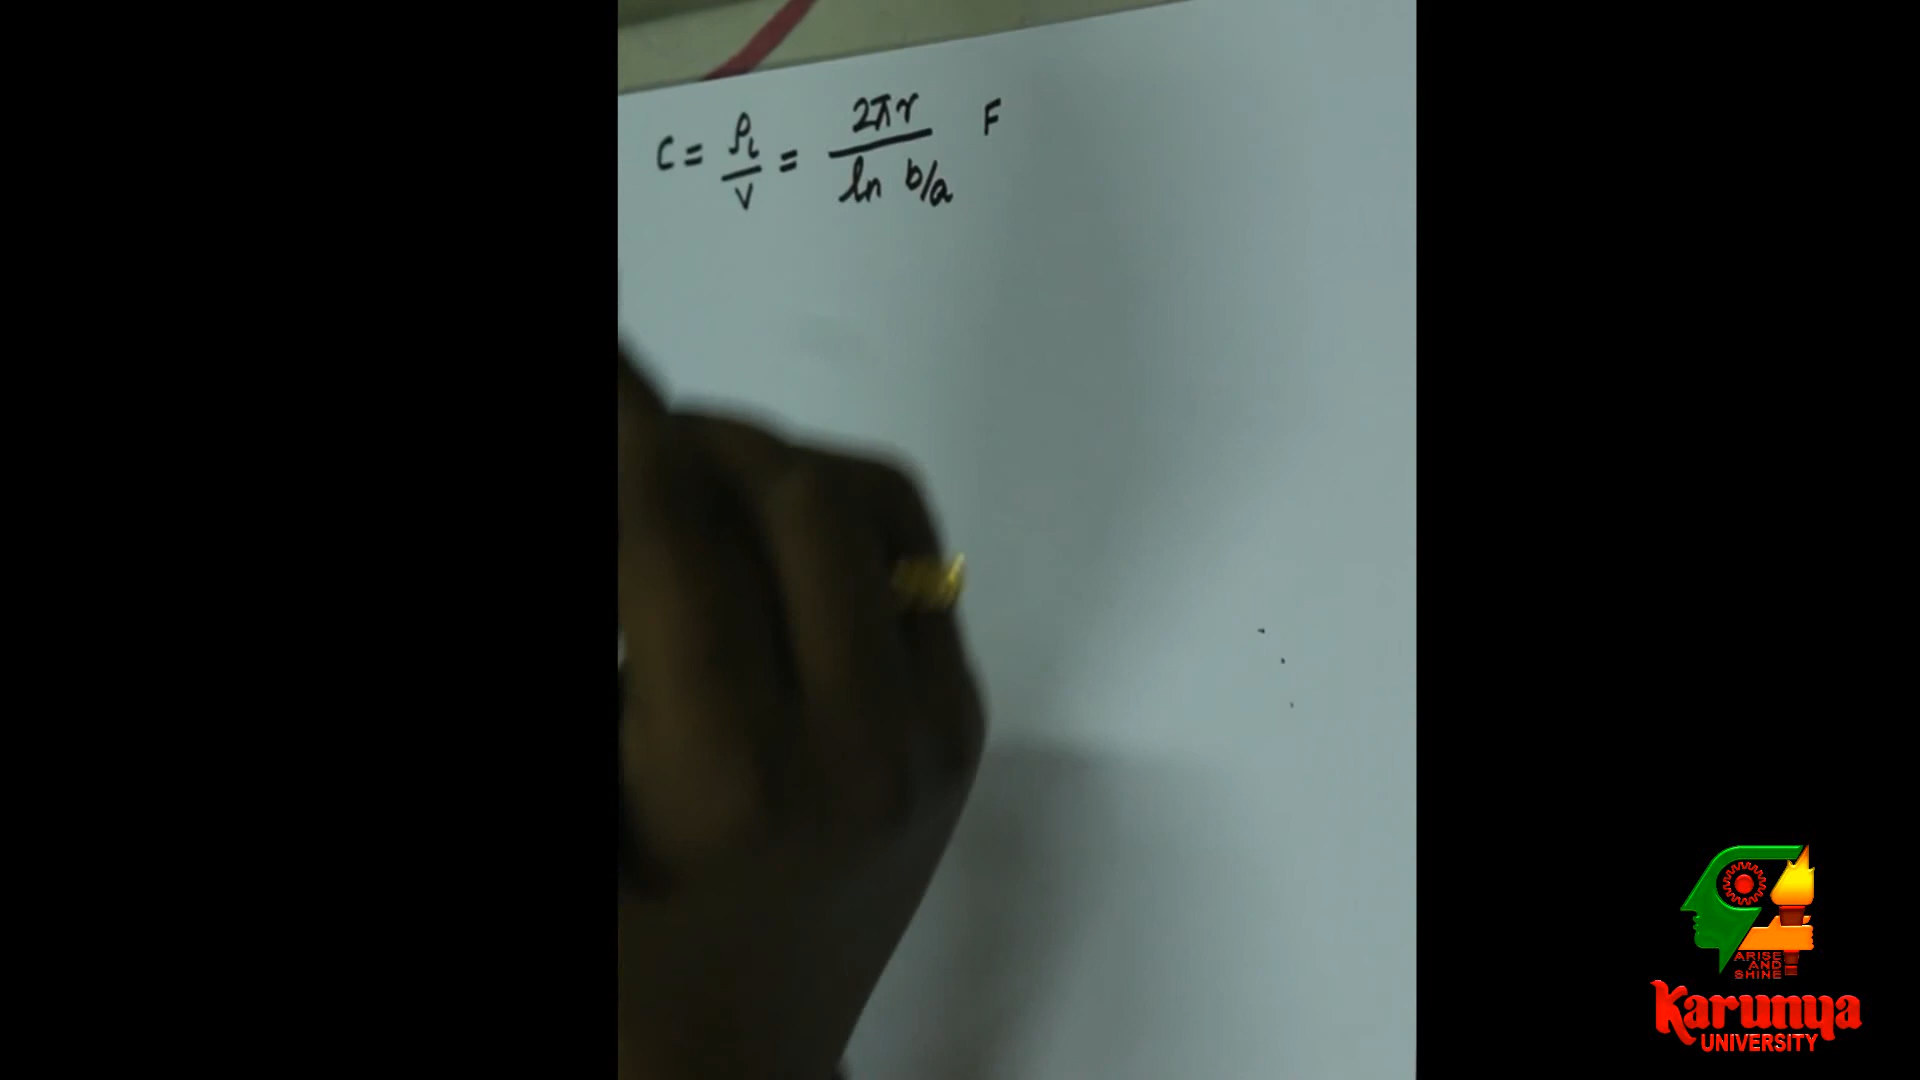 C = ρl/V = 2πr/ln b/a F
ARISE
AND
SHINE
Karunya
UNIVERSITY